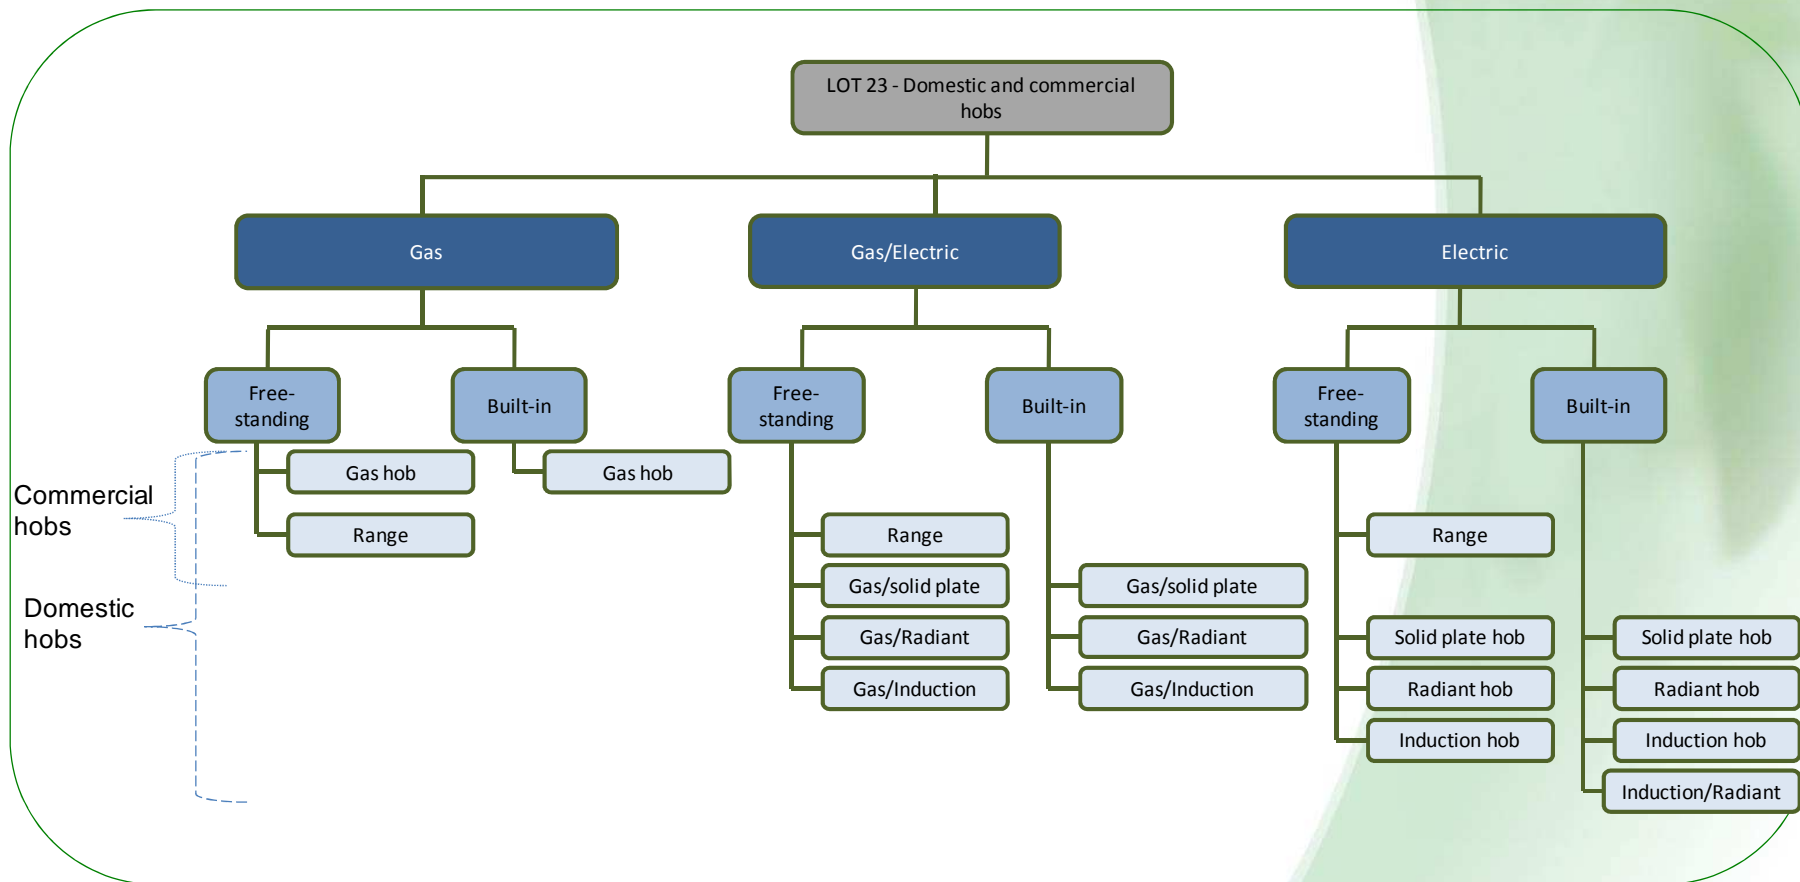 LOT 23 - Domestic and commercial
hobs
Gas
Gas/Electric
Electric
Free-
standing
Built-in
Free-
standing
Built-in
Free-
standing
Built-in
Commercial
hobs
Domestic
hobs
Gas hob
Range
Gas hob
Range
Gas/solid plate
Gas/Radiant
Gas/Induction
Gas/solid plate
Gas/Radiant
Gas/Induction
Range
Solid plate hob
Radiant hob
Induction hob
Solid plate hob
Radiant hob
Induction hob
Induction/Radiant